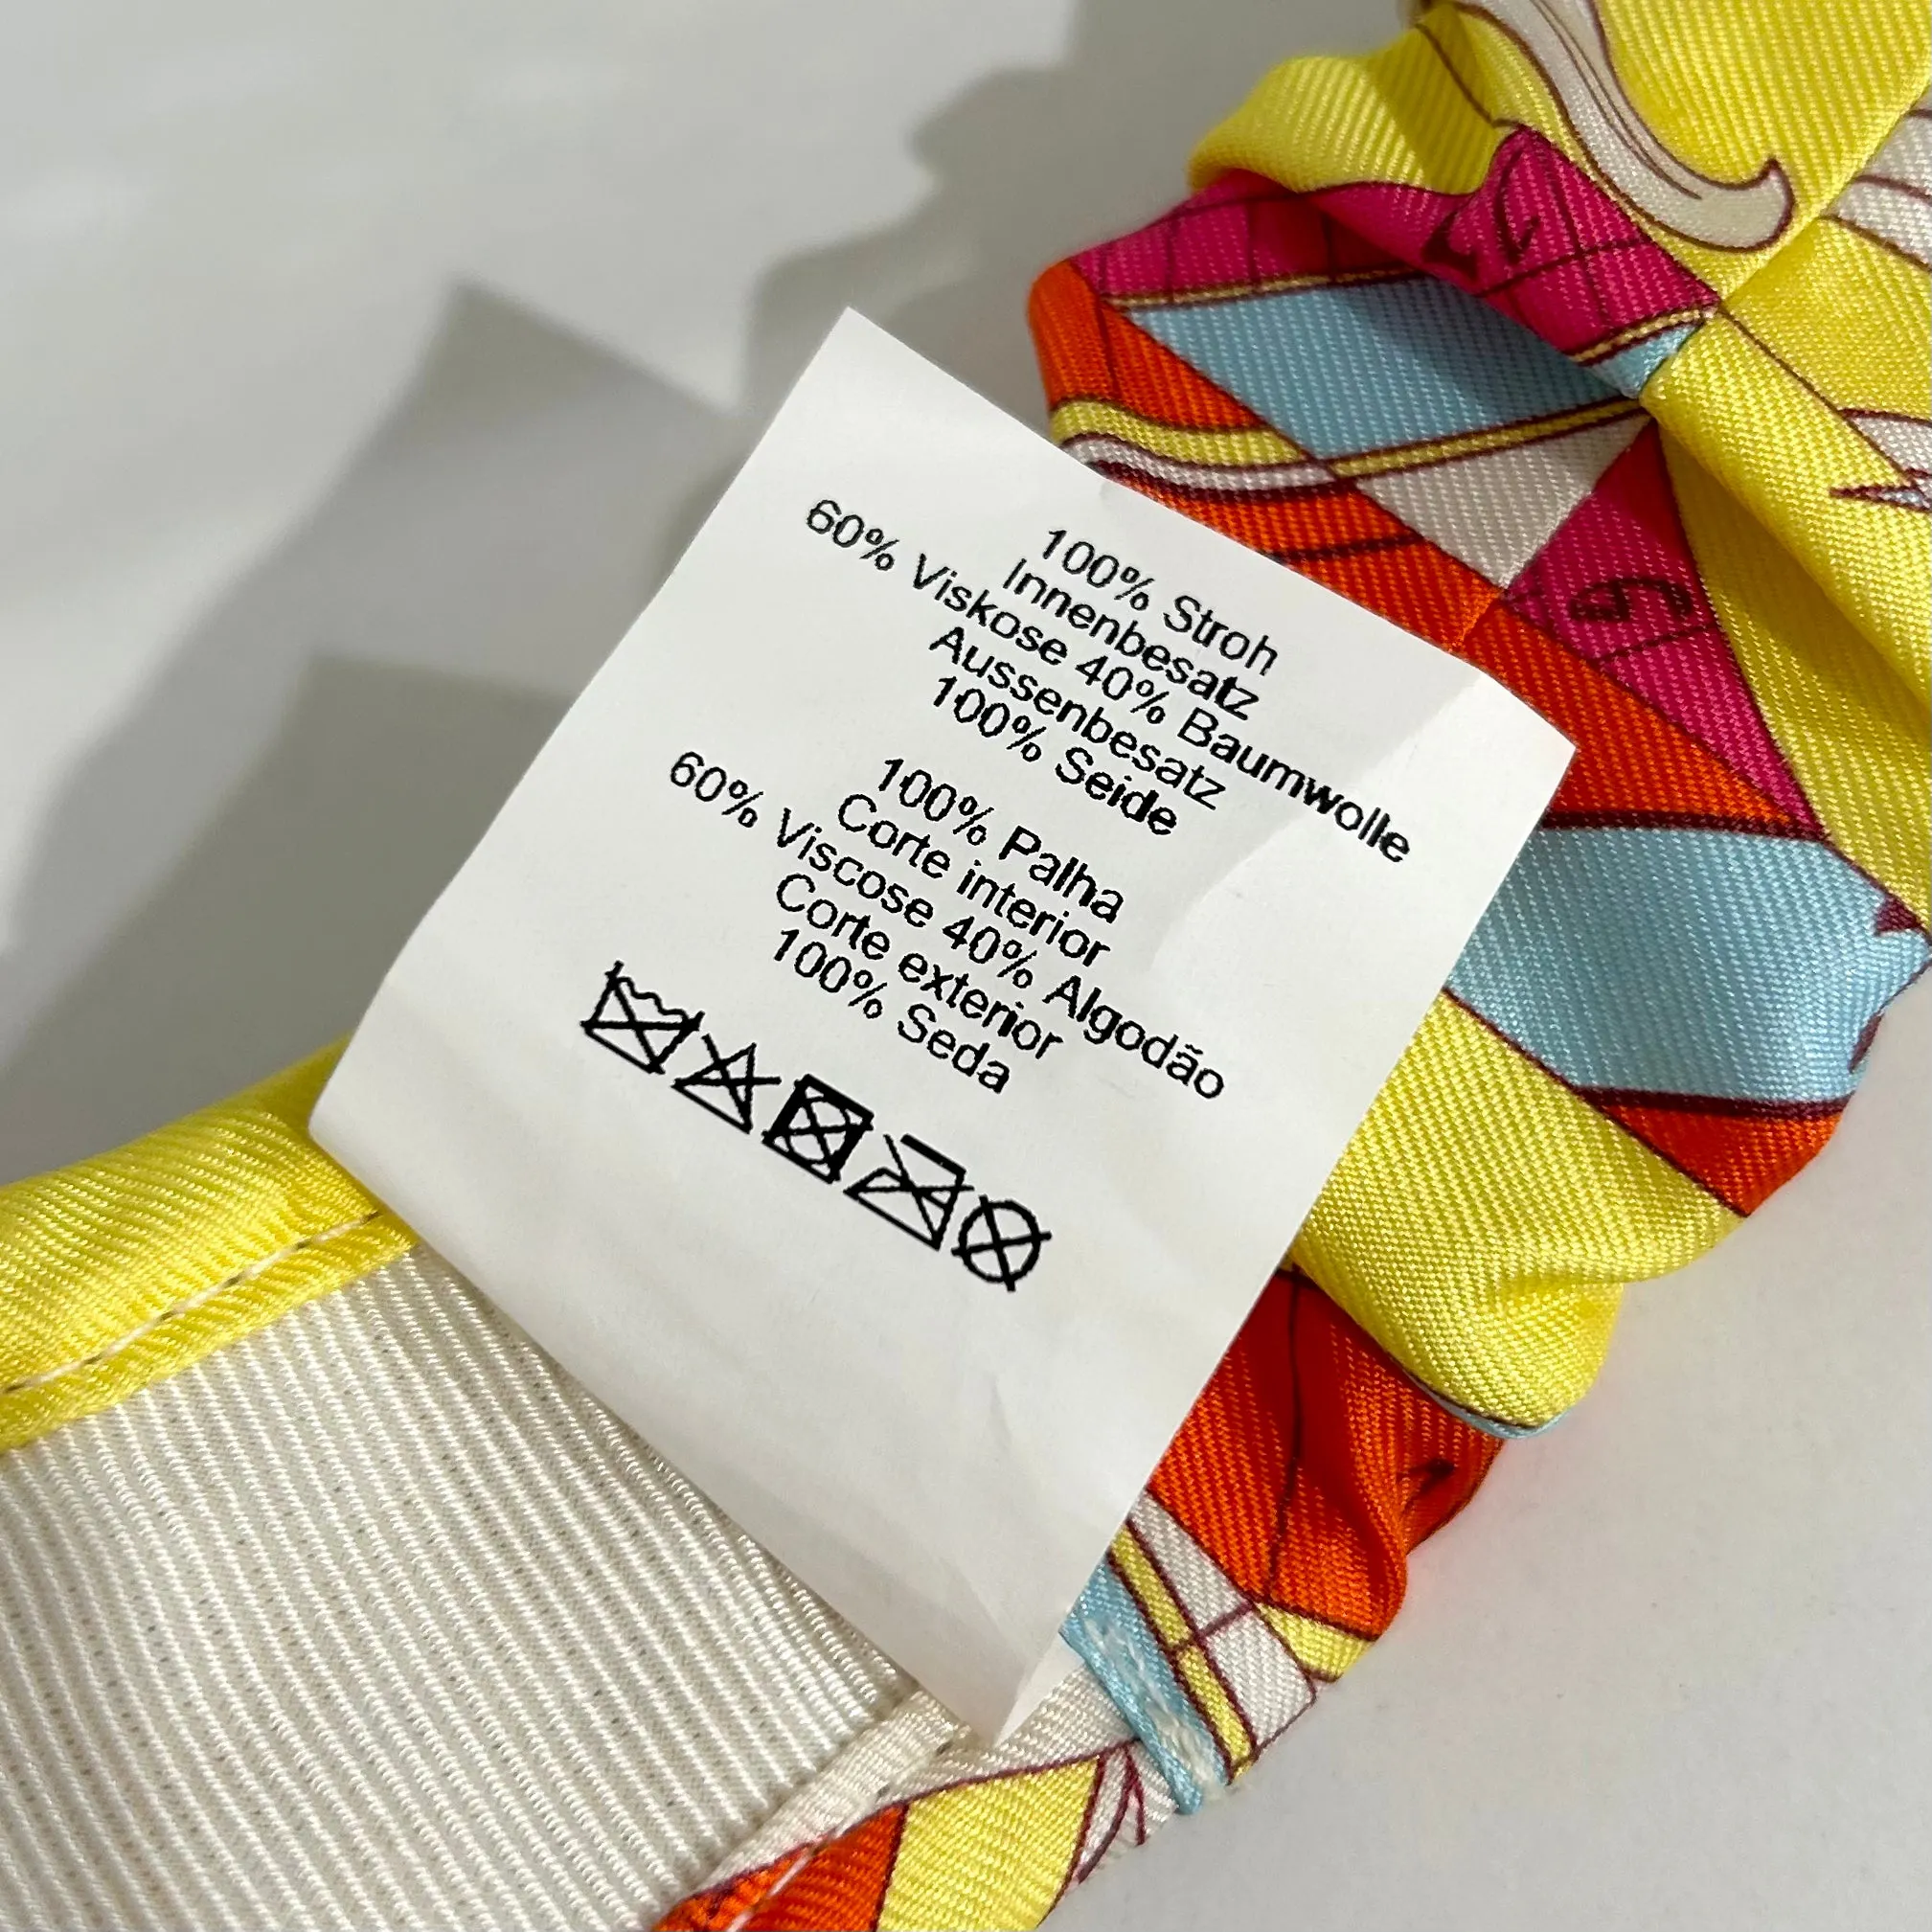 100% Stroh
Innenbesatz
60% Viskose 40% Baumwolle
Aussenbesatz
100% Seide
100% Palha
Corte interior
60% Viscose 40% Algodão
Corte exterior
100% Seda